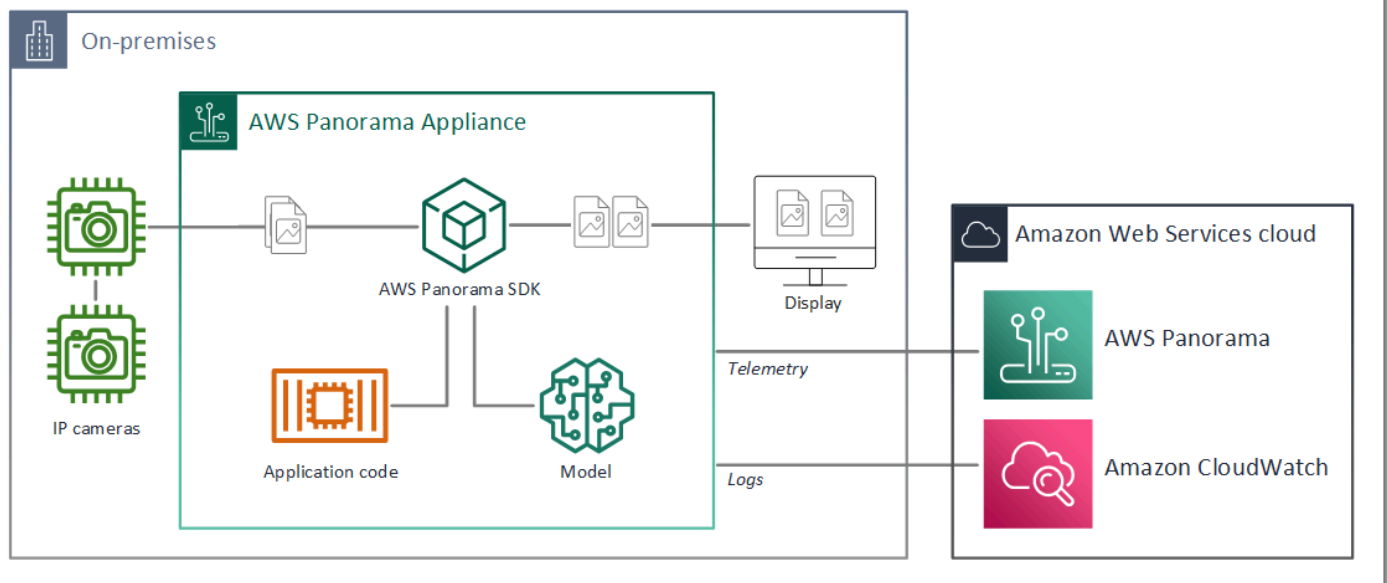 On-premises
AWS Panorama Appliance
AWS Panorama SDK
Display
Application code
Model
IP cameras
Telemetry
Logs
Amazon Web Services cloud
AWS Panorama
Amazon CloudWatch